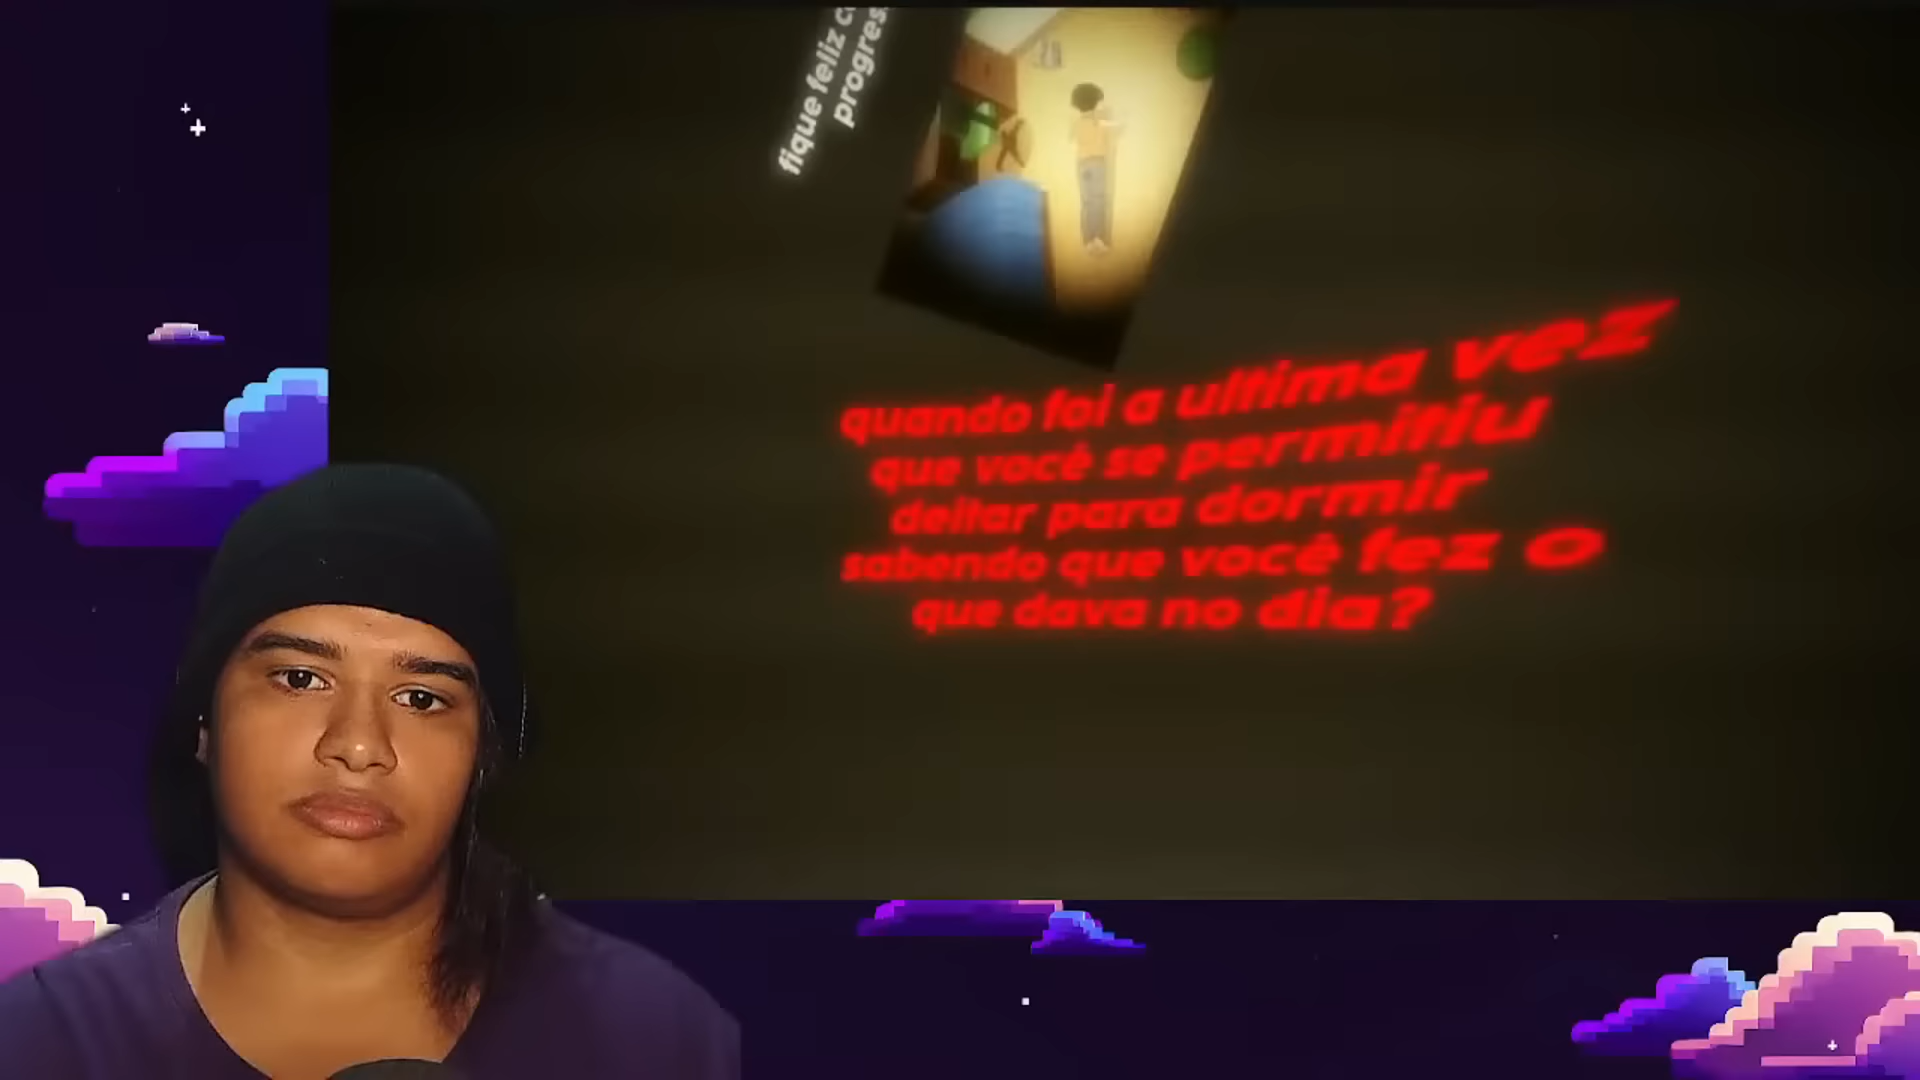 fique feliz
quando foi a ultima vez
que você se permitiu
deitar para dormir
sabendo que você fez o
que dava no dia?